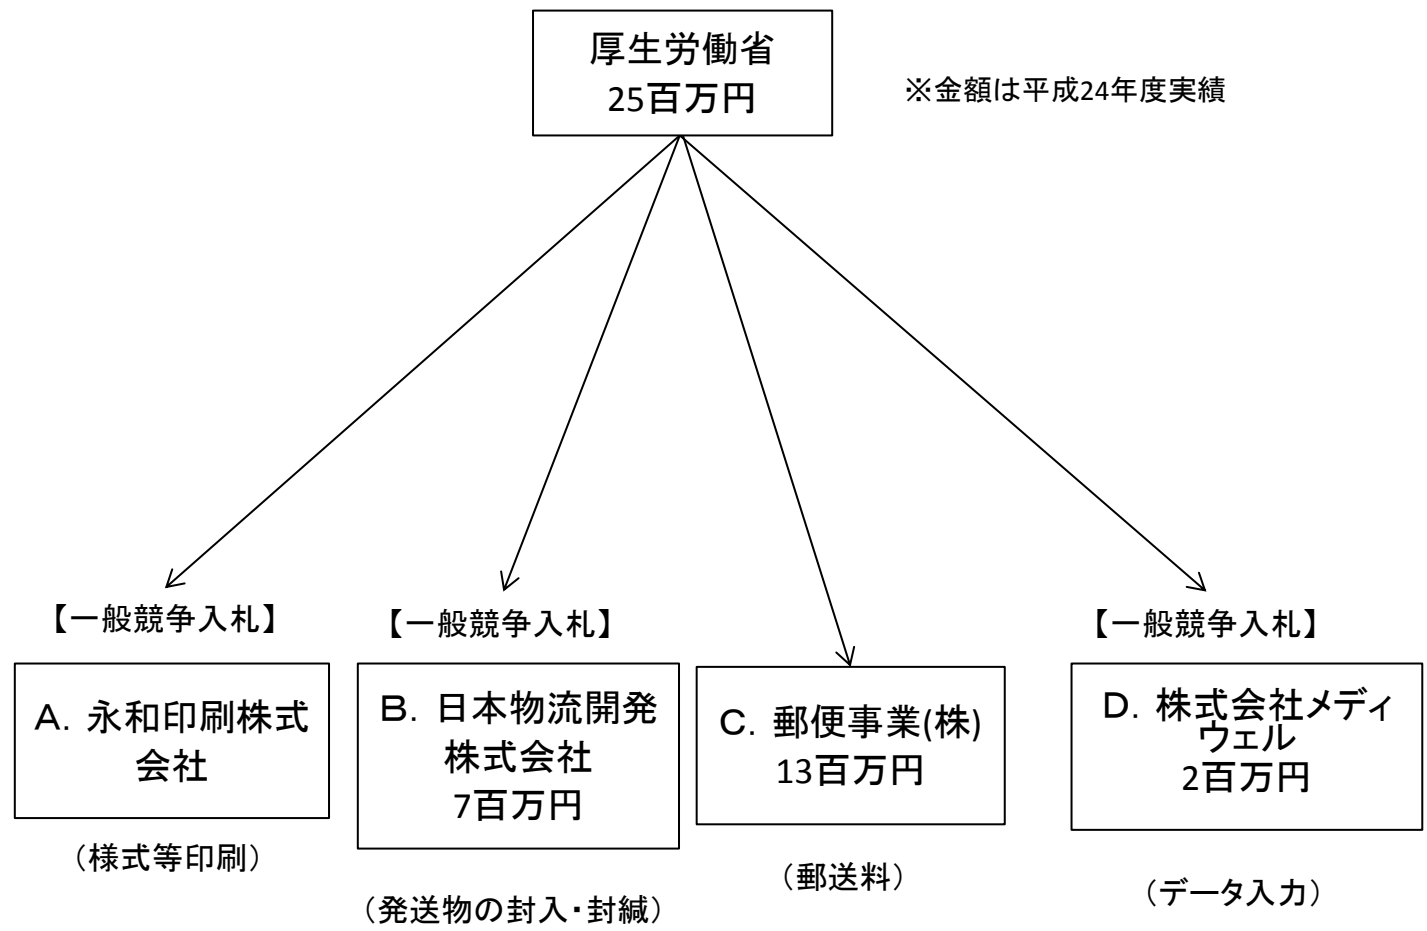 厚生労働省
25百万円
※金額は平成24年度実績
【一般競争入札】
【一般競争入札】
【一般競争入札】
A．永和印刷株式
会社
B．日本物流開発
株式会社
7百万円
C．郵便事業(株)
13百万円
D．株式会社メディ
ウェル
2百万円
（様式等印刷）
（発送物の封入・封緘）
（郵送料）
（データ入力）